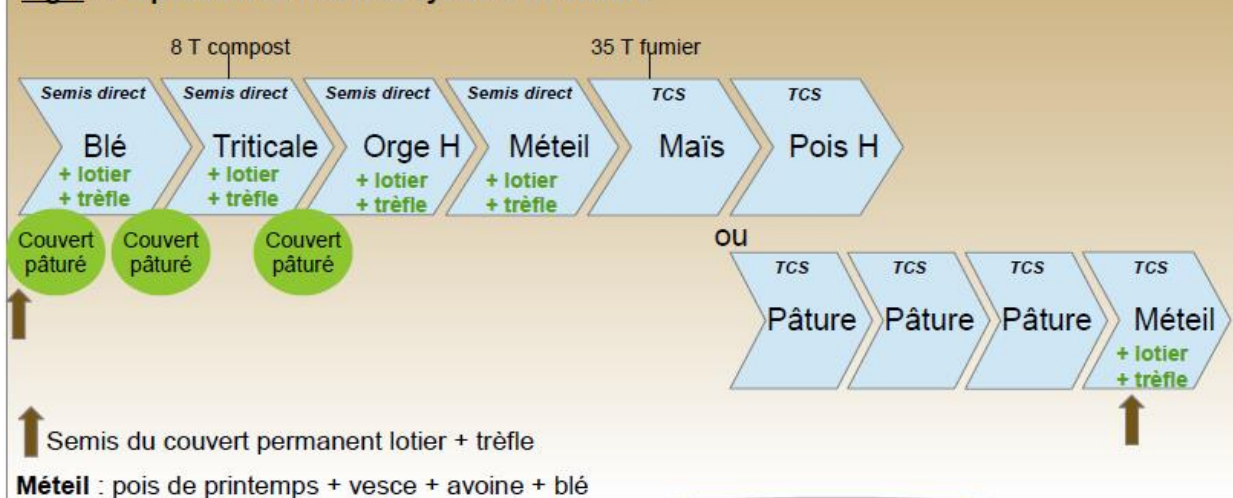 8 T compost
35 T fumier
Semis direct
Semis direct
Semis direct
Semis direct
TCS
TCS
Blé
Triticale
Orge H
Méteil
Maïs
Pois H
+ lotier
+ trèfle
+ lotier
+ trèfle
+ lotier
+ trèfle
+ lotier
+ trèfle
Couvert
pâturé
Couvert
pâturé
Couvert
pâturé
ou
TCS
TCS
TCS
TCS
Pâture
Pâture
Pâture
Méteil
+ lotier
+ trèfle
Semis du couvert permanent lotier + trèfle
Méteil : pois de printemps + vesce + avoine + blé